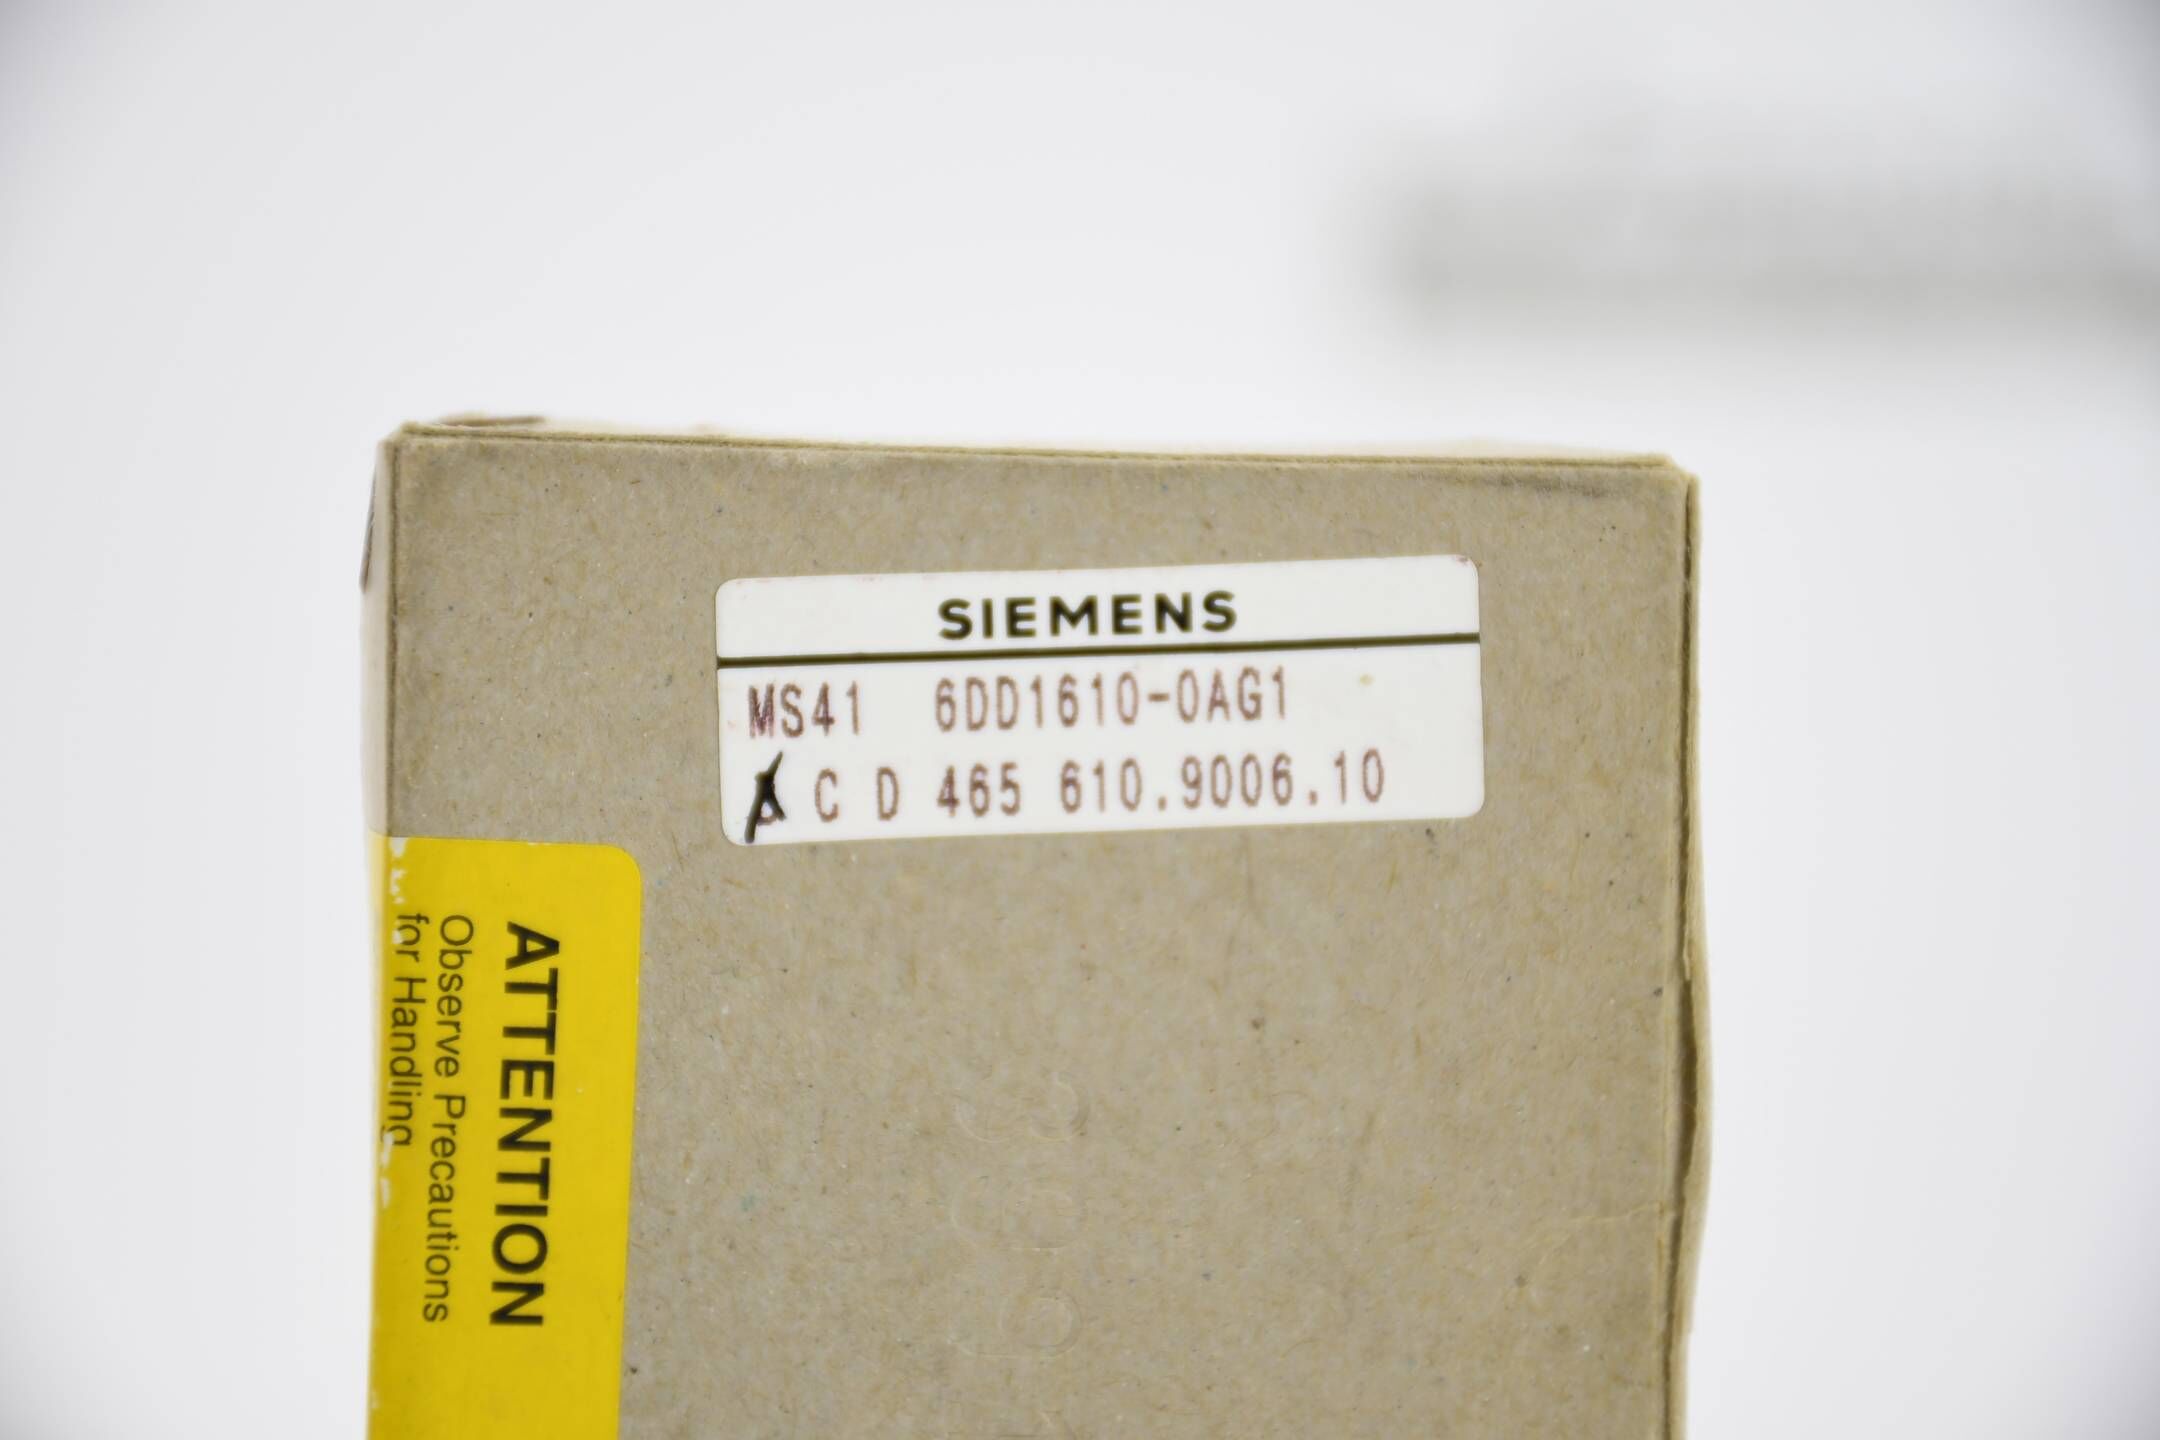 SIEMENS
MS41 6DD1610-0AG1
C D 465 610.9006.10
ATTENTION
Observe Precautions
for Handling